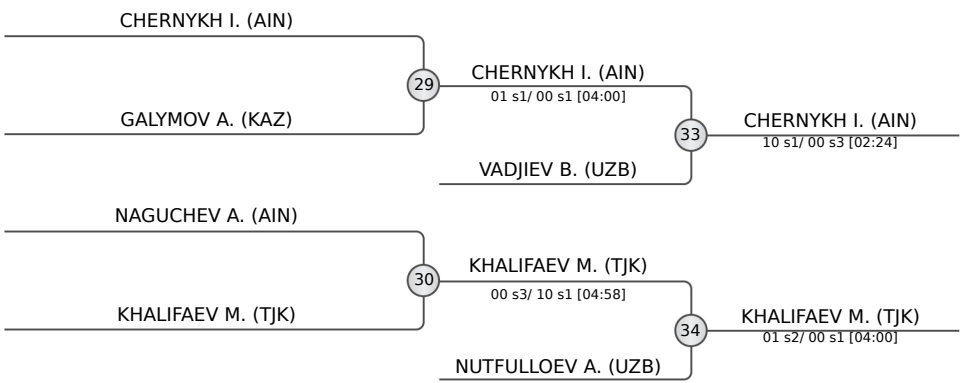 CHERNYKH I. (AIN)
29
CHERNYKH I. (AIN)
01 s1/ 00 s1 [04:00]
GALYMOV A. (KAZ)
33
CHERNYKH I. (AIN)
10 s1/ 00 s3 [02:24]
VADJIEV B. (UZB)
NAGUCHEV A. (AIN)
30
KHALIFAEV M. (TJK)
00 s3/ 10 s1 [04:58]
KHALIFAEV M. (TJK)
34
KHALIFAEV M. (TJK)
01 s2/ 00 s1 [04:00]
NUTFULLOEV A. (UZB)